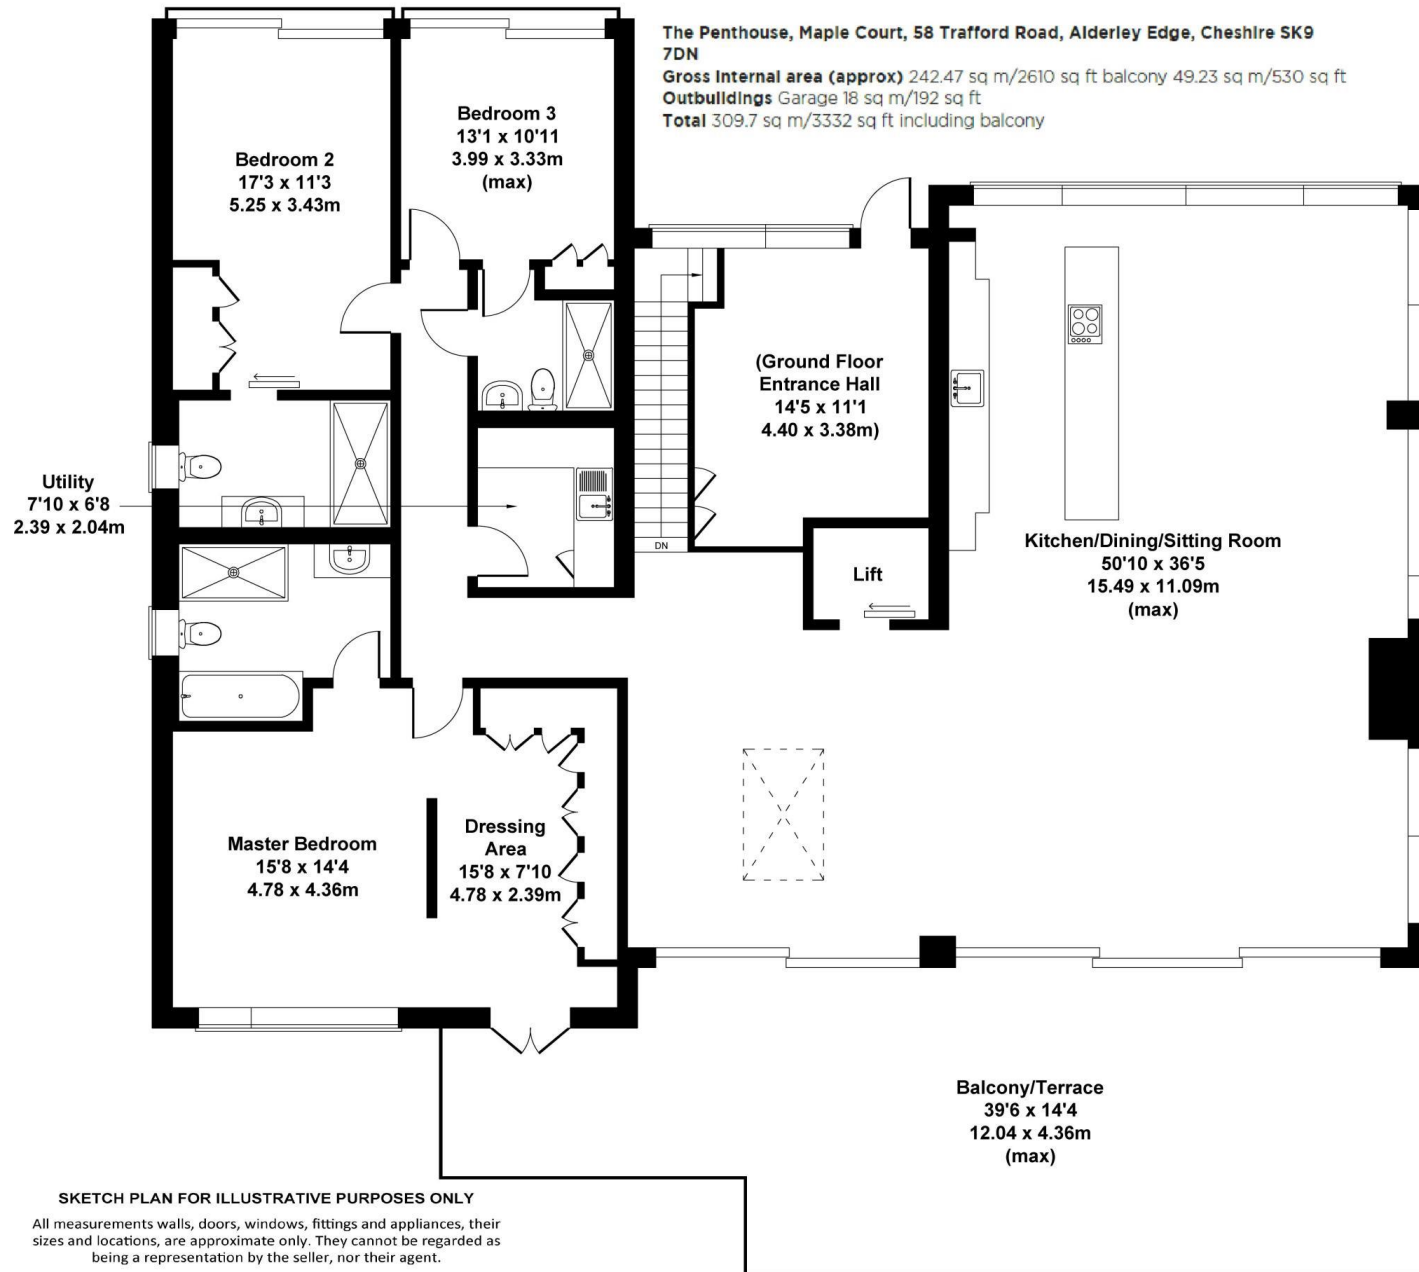 The Penthouse, Maple Court, 58 Trafford Road, Alderley Edge, Cheshire SK9
7DN
Gross internal area (approx) 242.47 sq m/2610 sq ft balcony 49.23 sq m/530 sq ft
Outbuildings Garage 18 sq m/192 sq ft
Total 309.7 sq m/3332 sq ft including balcony
Bedroom 3
13'1 x 10'11
3.99 x 3.33m
(max)
Bedroom 2
17'3 x 11'3
5.25 x 3.43m
(Ground Floor
Entrance Hall
14'5 x 11'1
4.40 x 3.38m)
Utility
7'10 x 6'8
2.39 x 2.04m
DN
Lift
Kitchen/Dining/Sitting Room
50'10 x 36'5
15.49 x 11.09m
(max)
Master Bedroom
15'8 x 14'4
4.78 x 4.36m
Dressing
Area
15'8 x 7'10
4.78 x 2.39m
Balcony/Terrace
39'6 x 14'4
12.04 x 4.36m
(max)
SKETCH PLAN FOR ILLUSTRATIVE PURPOSES ONLY
All measurements walls, doors, windows, fittings and appliances, their
sizes and locations, are approximate only. They cannot be regarded as
being a representation by the seller, nor their agent.